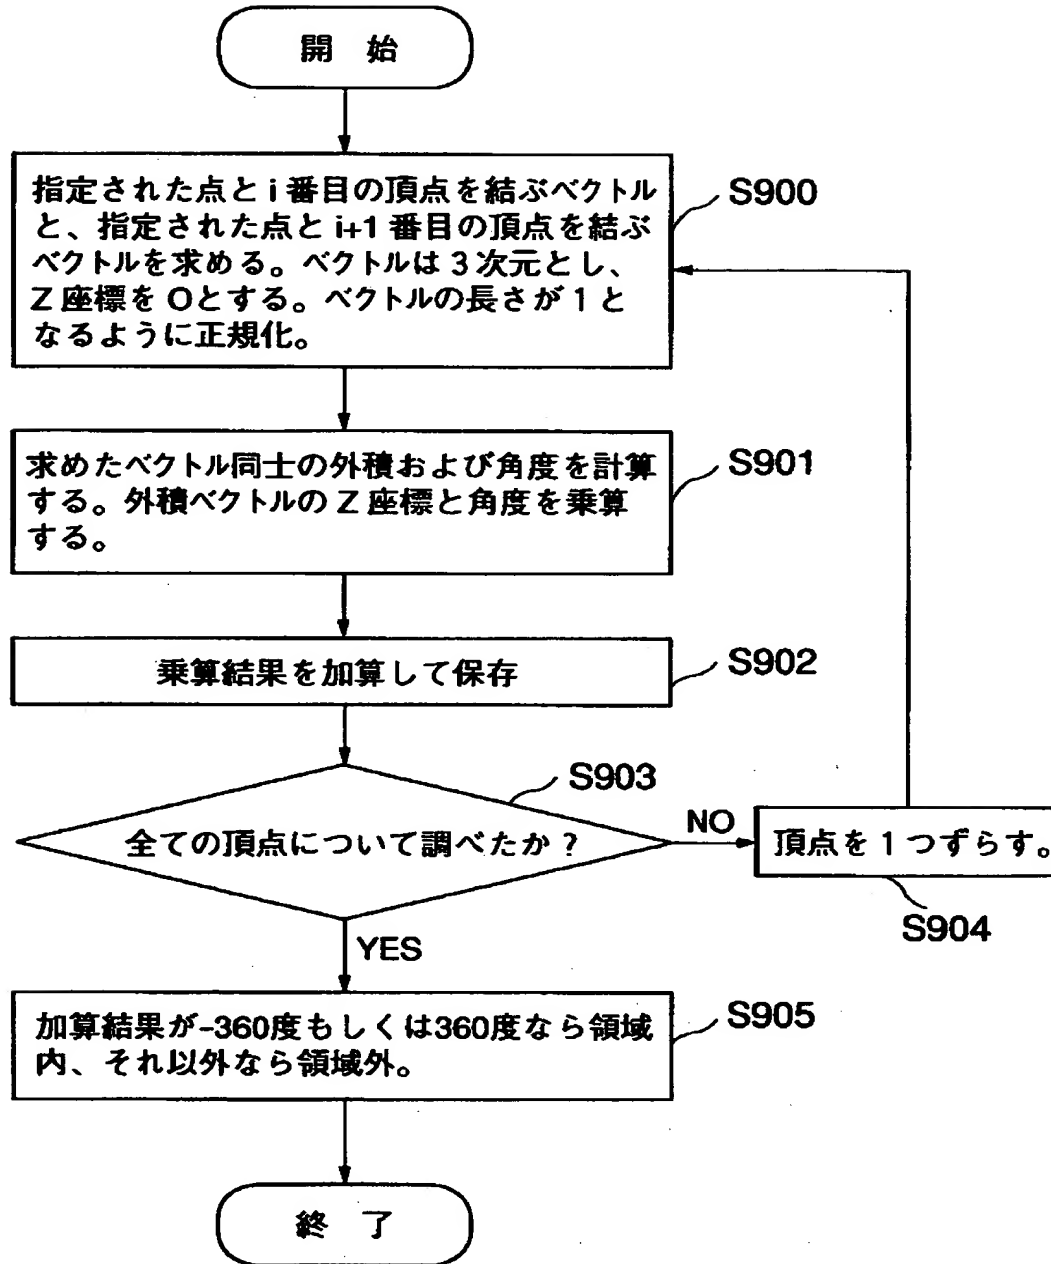 開 始
指定された点と i 番目の頂点を結ぶベクトル
と、指定された点と i+1 番目の頂点を結ぶ
ベクトルを求める。ベクトルは 3 次元とし、
Z 座標を 0とする。ベクトルの長さが 1 と
なるように正規化。
S900
求めたベクトル同士の外積および角度を計算
する。外積ベクトルの Z 座標と角度を乗算
する。
S901
乗算結果を加算して保存
S902
全ての頂点について調べたか？
S903
NO
頂点を 1 つずらす。
S904
YES
加算結果が-360度もしくは360度なら領域
内、それ以外なら領域外。
S905
終 了